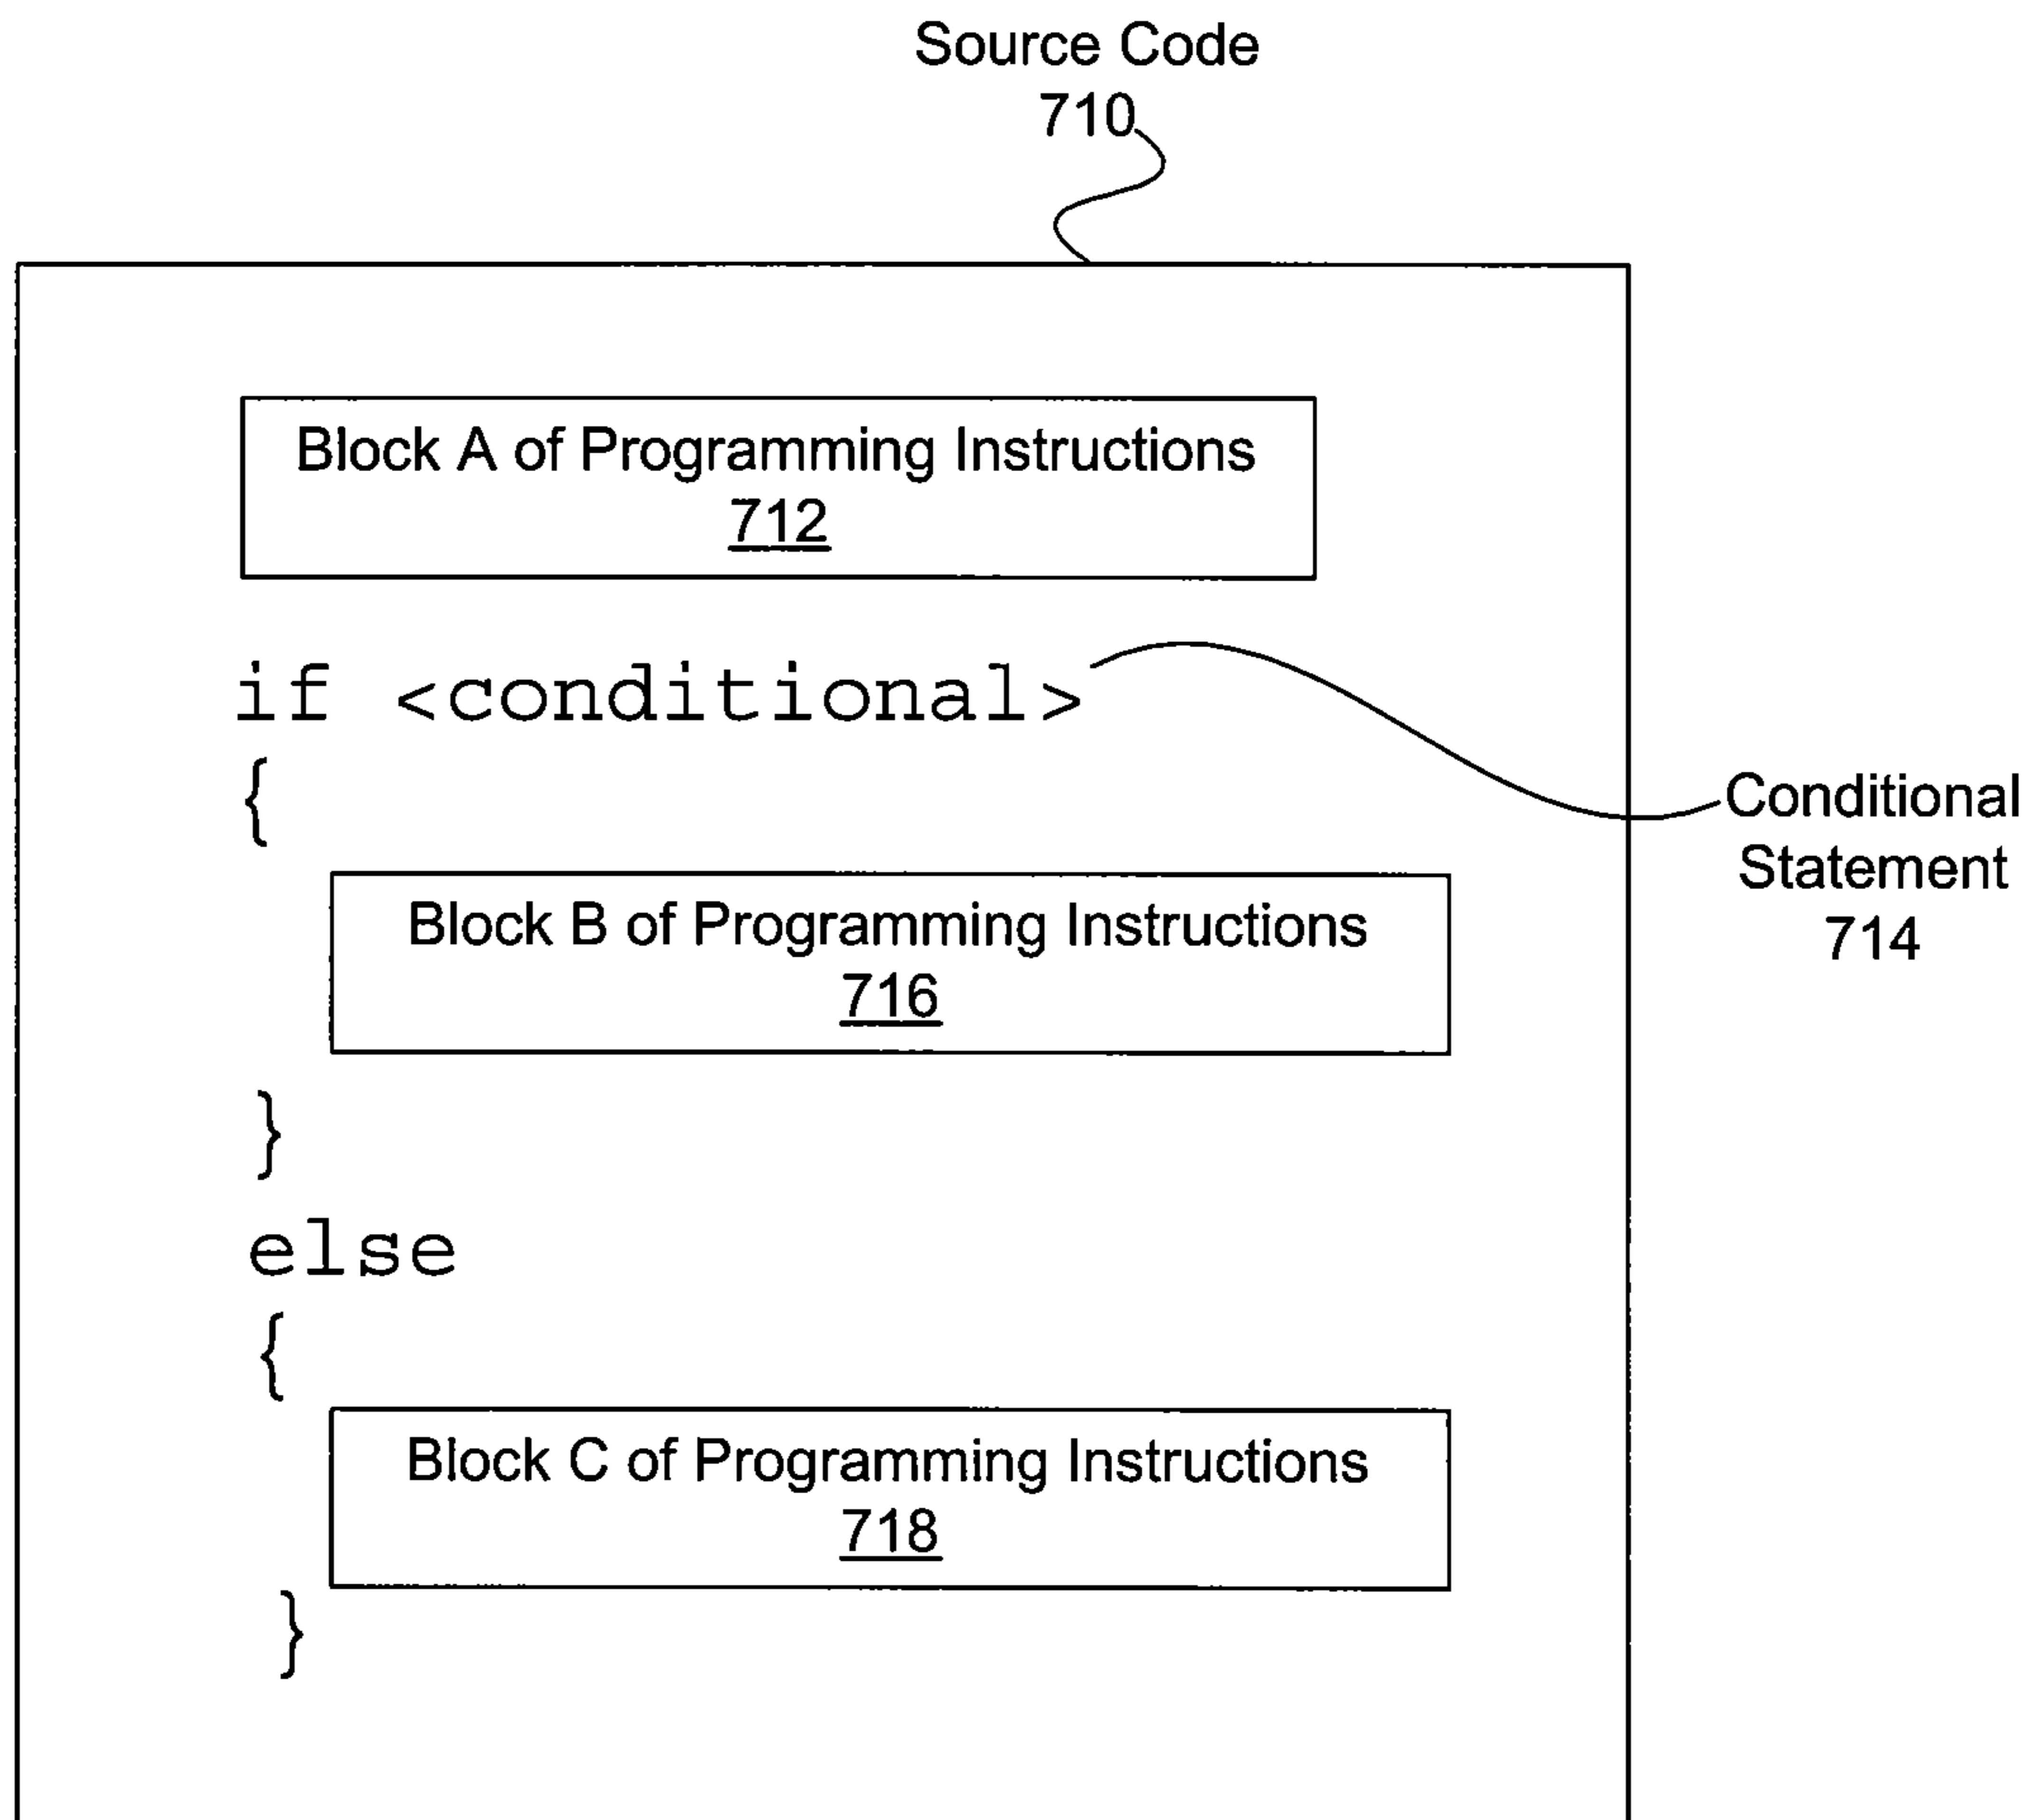 Source Code
710
Block A of Programming Instructions
712
if <conditional>
{
Conditional
Statement
714
Block B of Programming Instructions
716
}
else
{
Block C of Programming Instructions
718
}